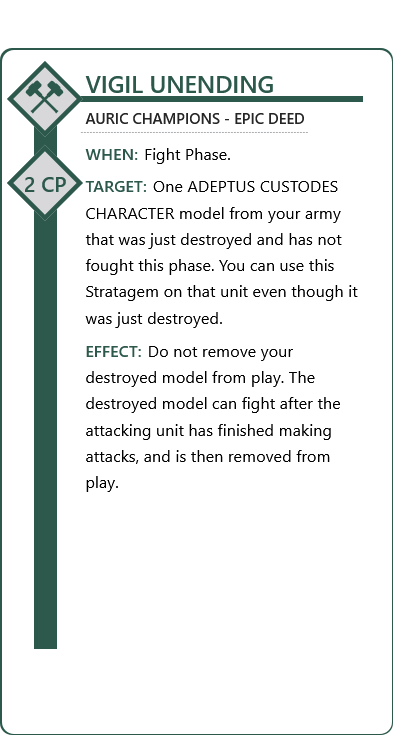 VIGIL UNENDING
AURIC CHAMPIONS - EPIC DEED
WHEN: Fight Phase.
2 CP
TARGET: One ADEPTUS CUSTODES
CHARACTER model from your army
that was just destroyed and has not
fought this phase. You can use this
Stratagem on that unit even though it
was just destroyed.
EFFECT: Do not remove your
destroyed model from play. The
destroyed model can fight after the
attacking unit has finished making
attacks, and is then removed from
play.